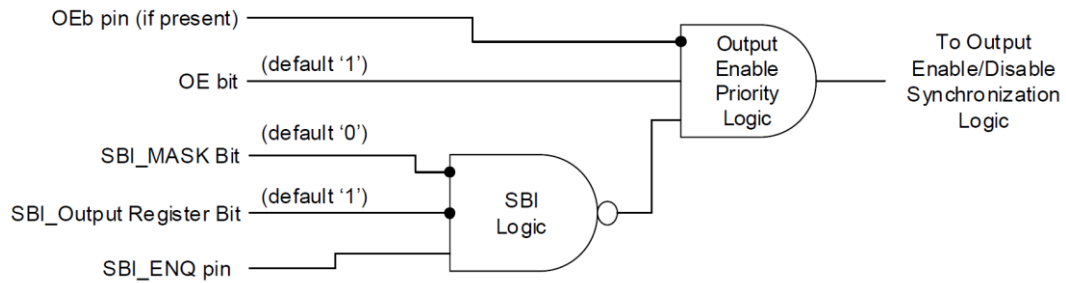 OEb pin (if present)
OE bit
(default ‘1’)
SBI_MASK Bit
(default ‘0’)
SBI_Output Register Bit
(default ‘1’)
SBI_ENQ pin
SBI
Logic
Output
Enable
Priority
Logic
To Output
Enable/Disable
Synchronization
Logic